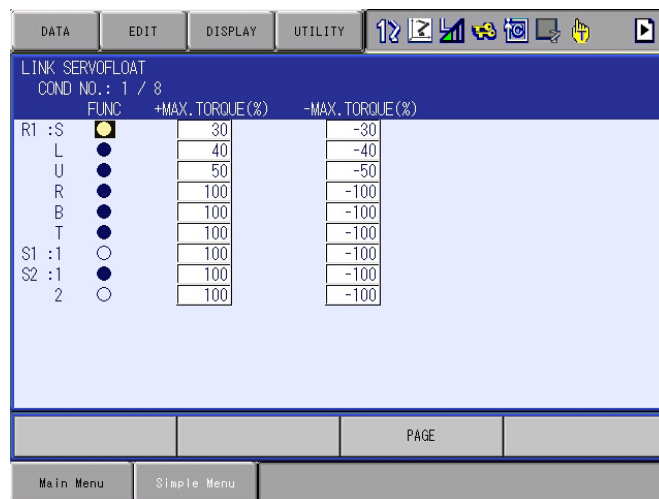 DATA EDIT DISPLAY UTILITY
LINK SERVOFLOAT
COND NO.: 1 / 8
FUNC +MAX.TORQUE(%) -MAX.TORQUE(%)
R1 :S 30 -30
L 40 -40
U 50 -50
R 100 -100
B 100 -100
T 100 -100
S1 :1 100 -100
S2 :1 100 -100
2 100 -100
PAGE
Main Menu Simple Menu